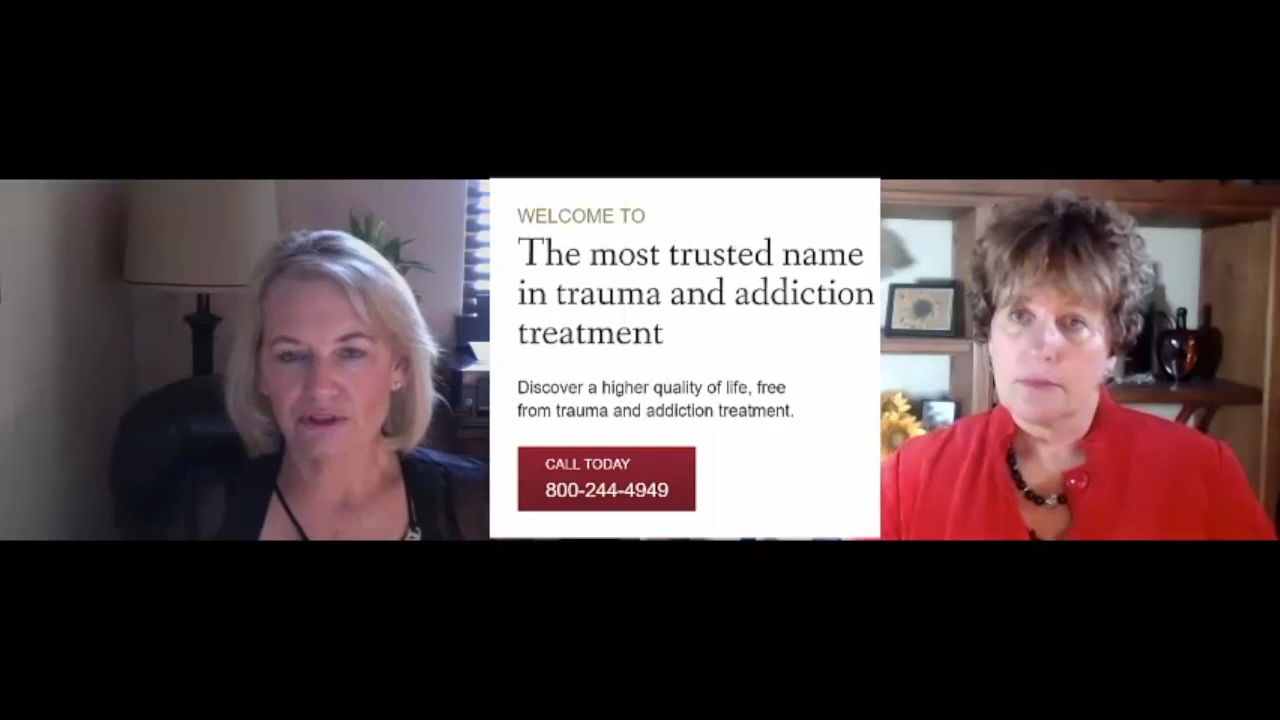 WELCOME TO
The most trusted name
in trauma and addiction
treatment
Discover a higher quality of life, free
from trauma and addiction treatment.
CALL TODAY
800-244-4949